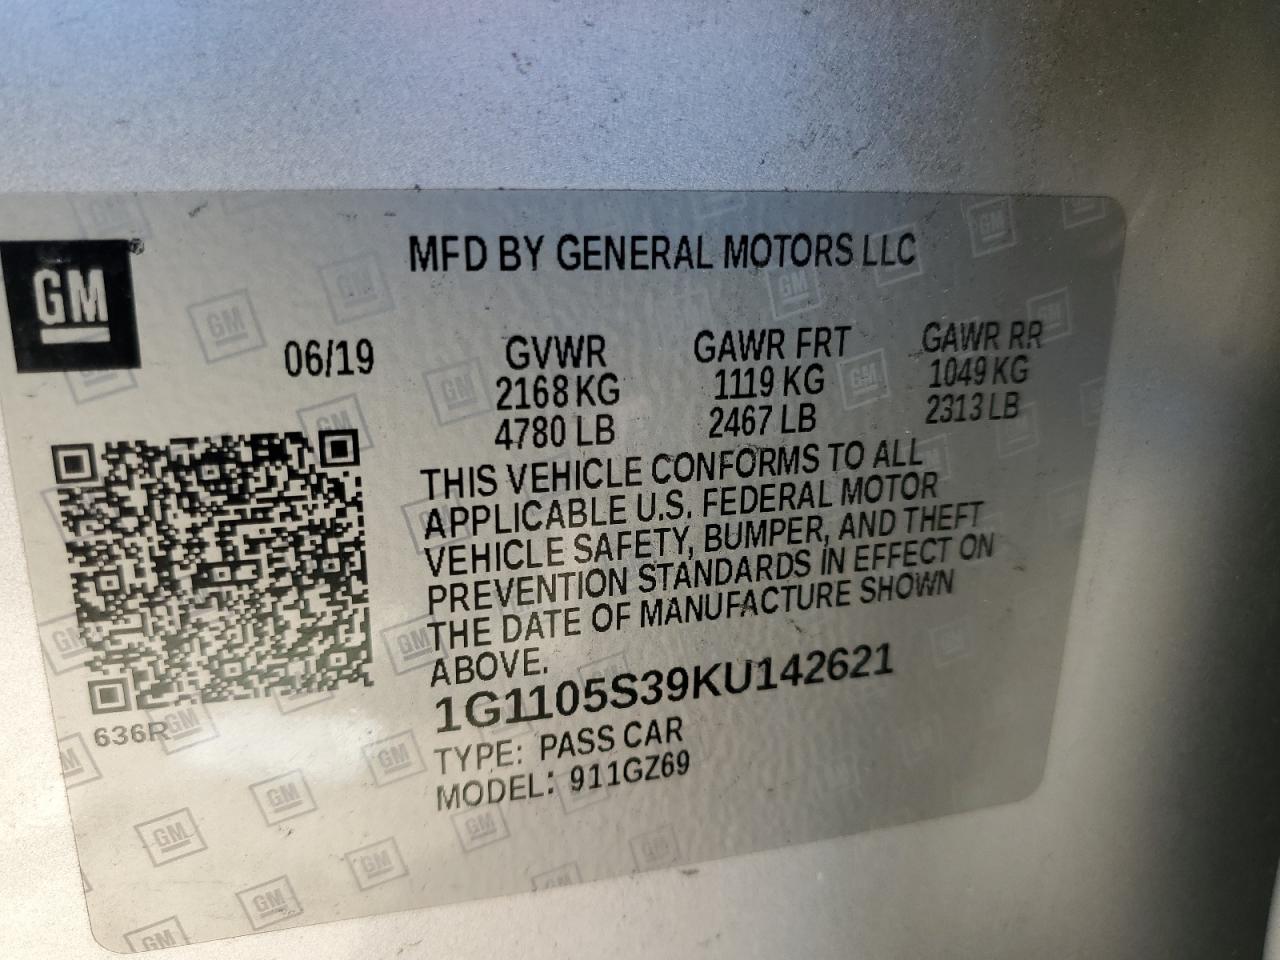 GM
MFD BY GENERAL MOTORS LLC
06/19
GVWR
2168 KG
4780 LB
GAWR FRT
1119 KG
2467 LB
GAWR RR
1049 KG
2313 LB
THIS VEHICLE CONFORMS TO ALL
APPLICABLE U.S. FEDERAL MOTOR
VEHICLE SAFETY, BUMPER, AND THEFT
PREVENTION STANDARDS IN EFFECT ON
THE DATE OF MANUFACTURE SHOWN
ABOVE.
1G1105S39KU142621
TYPE: PASS CAR
MODEL: 911GZ69
636R